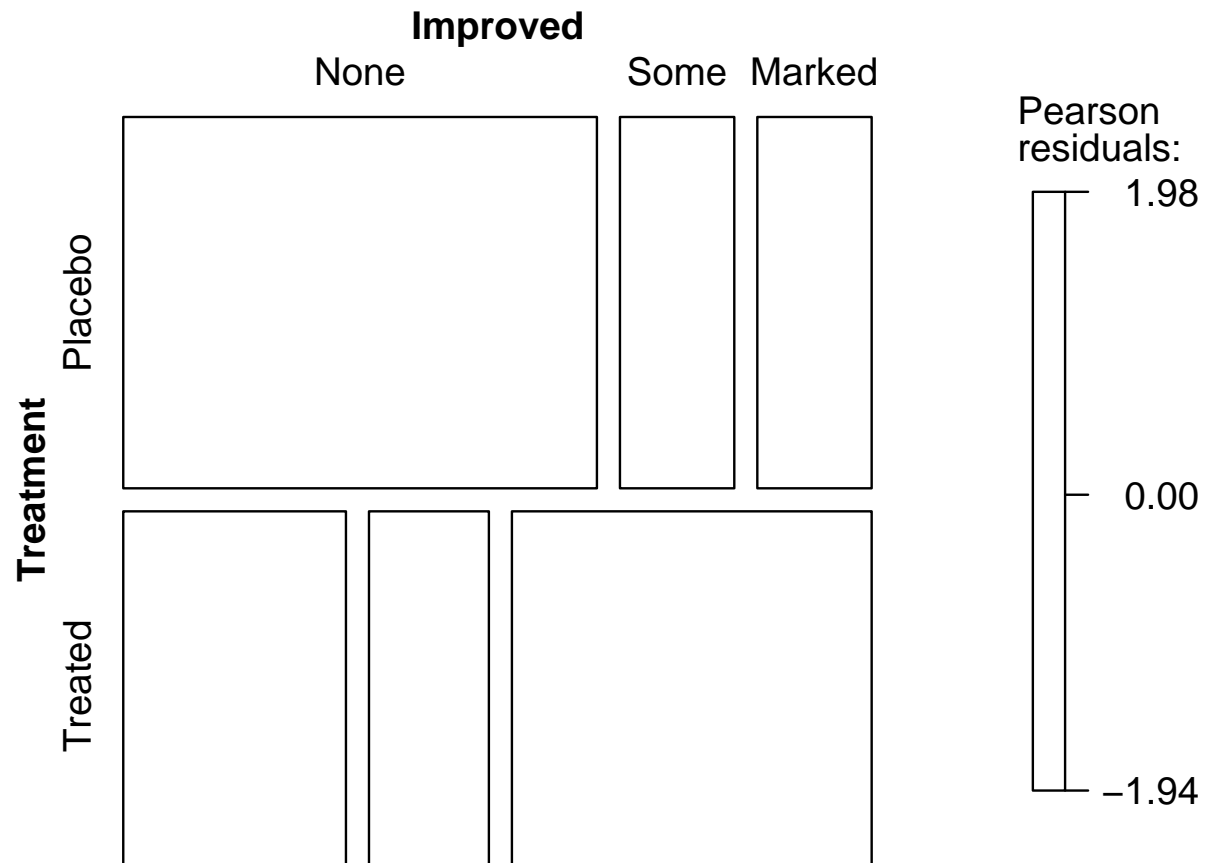 Improved
None Some Marked
Treatment
Placebo
Treated
Pearson
residuals:
1.98
0.00
−1.94